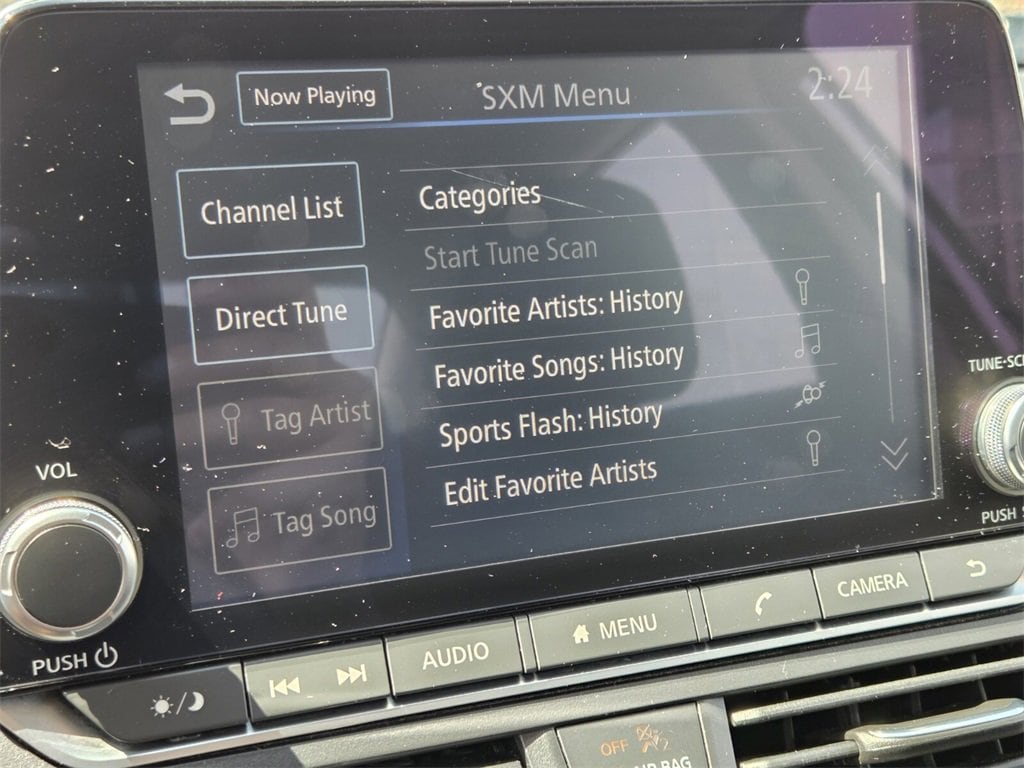 Now Playing
SXM Menu
2:24
Channel List
Categories
Start Tune Scan
Direct Tune
Favorite Artists: History
Favorite Songs: History
Tag Artist
Sports Flash: History
Edit Favorite Artists
Tag Song
VOL
PUSH
TUNE·SC
PUSH
AUDIO
MENU
CAMERA
OFF
BAG